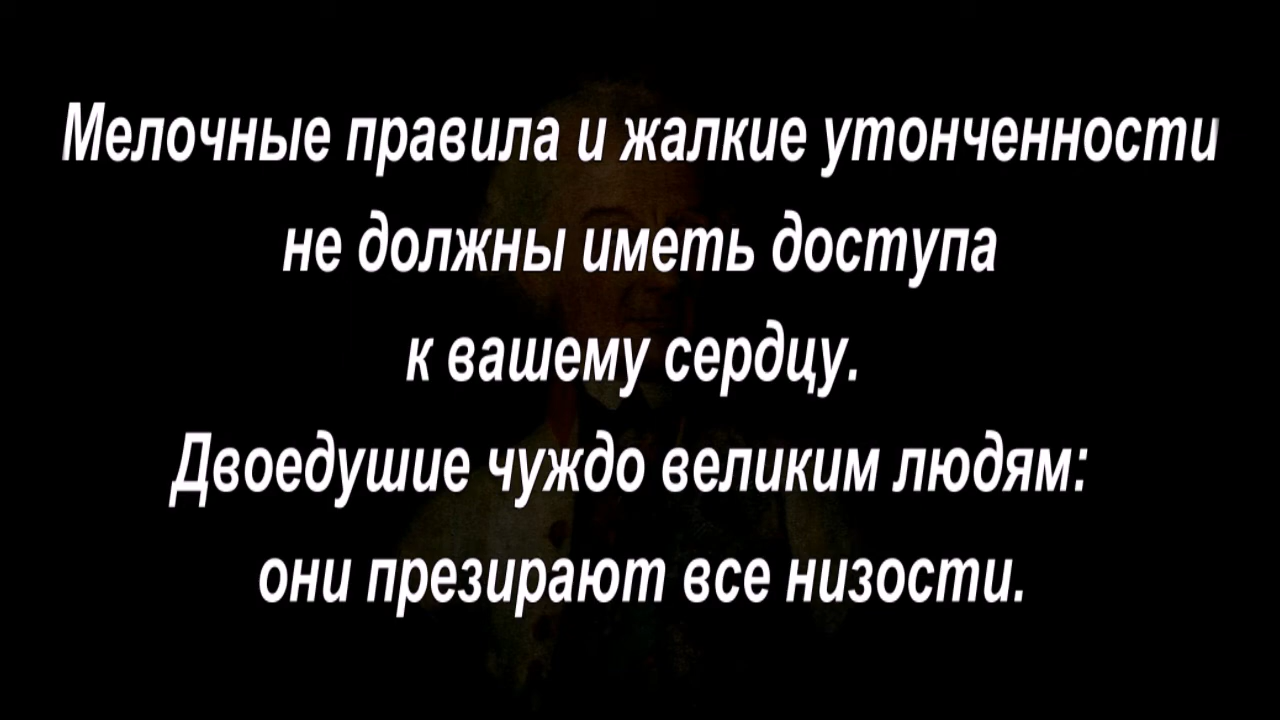 Мелочные правила и жалкие утонченности
не должны иметь доступа
к вашему сердцу.
Двоедушие чуждо великим людям:
они презирают все низости.